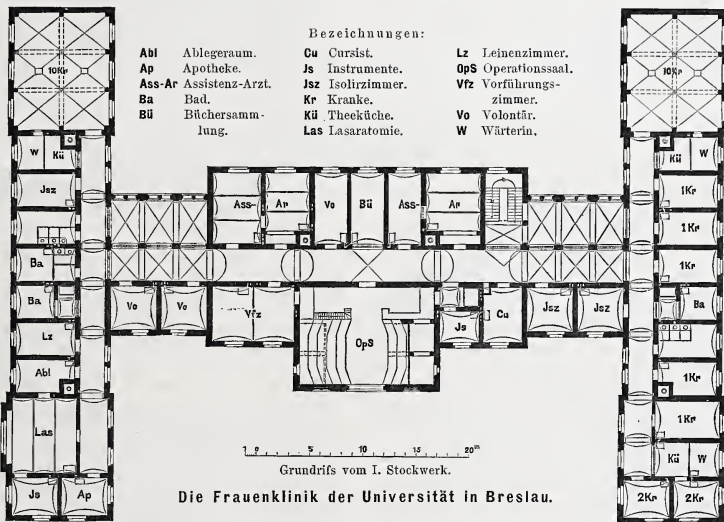 Bezeichnungen:
Abl Ablegeraum.
Ap Apotheke.
Ass-Ar Assistenz-Arzt.
Ba Bad.
Bü Büchersamm-
lung.
Cu Cursist.
Js Instrumente.
Jsz Isolirzimmer.
Kr Kranke.
Kü Theeküche.
Las Lasaratomie.
Lz Leinenzimmer.
OpS Operationssaal.
Vfz Vorführungs-
zimmer.
Vo Volontär.
W Wärterin.
10Kr
W Kü
Jsz
Ba
Ba
Lz
Abl
Las
Js Ap
Ass- Ar Vo Bü Ass- Ar
Vo Vo Vfz OpS Js Cu Jsz Jsz
10Kr
Kü W
1Kr
1Kr
1Kr
Ba
1Kr
1Kr
Kü W
2Kr 2Kr
1 0 5 10 15 20m
Grundriſs vom I. Stockwerk.
Die Frauenklinik der Universität in Breslau.